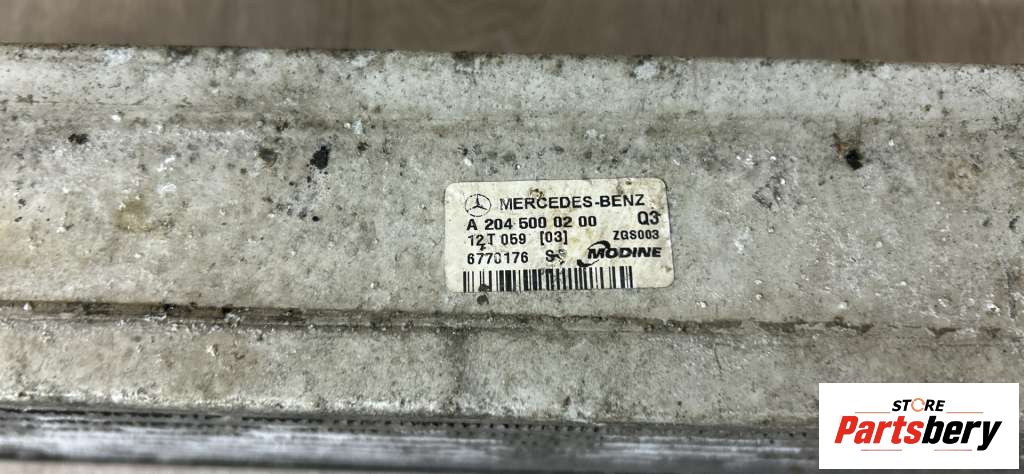 MERCEDES-BENZ
A 204 500 02 00 Q3
12T 059 [03] ZGS003
6770176 MODINE
STORE
Partsbery